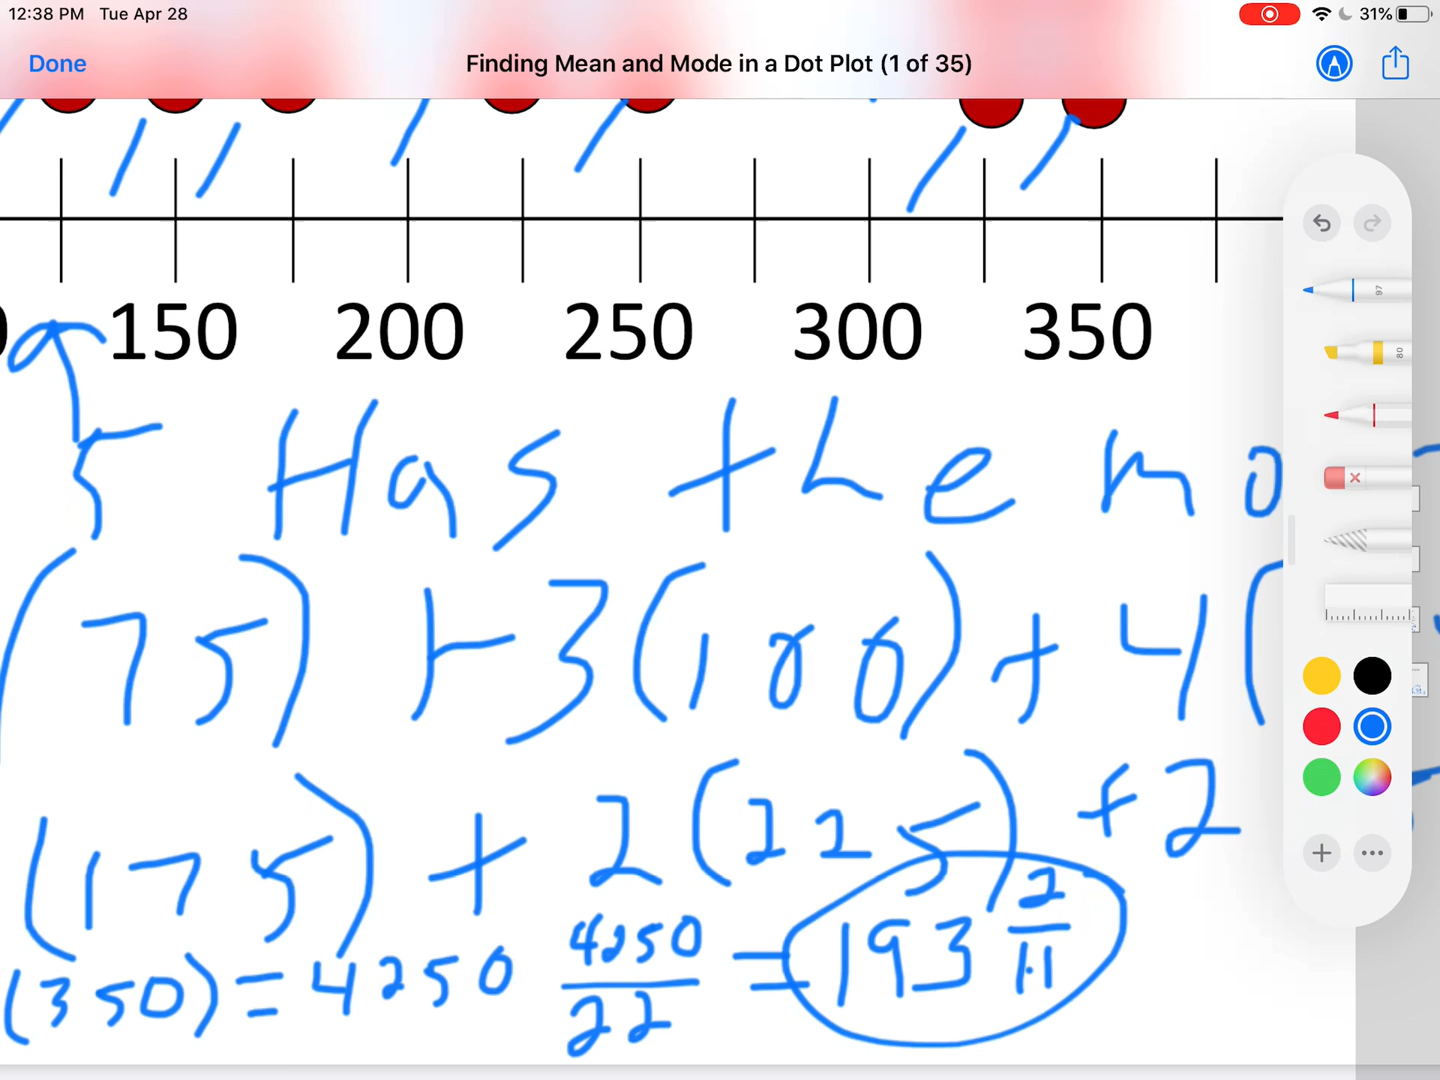 12:38 PM Tue Apr 28
31%
Done
Finding Mean and Mode in a Dot Plot (1 of 35)
150 200 250 300 350
5 Has the mo
(75) + 3(100) + 4(
(175) + 2(225) + 2
(350) = 4250 4250/22 = 193 2/11
97
80